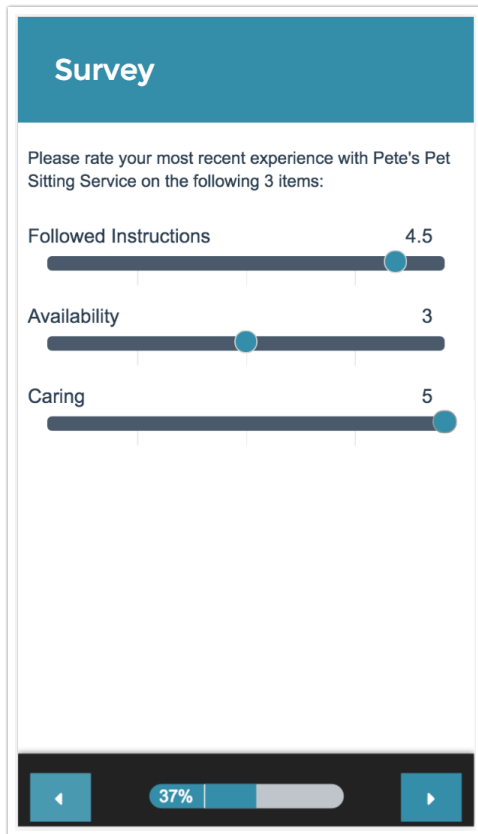 Survey
Please rate your most recent experience with Pete's Pet
Sitting Service on the following 3 items:
Followed Instructions 4.5
Availability 3
Caring 5
37%